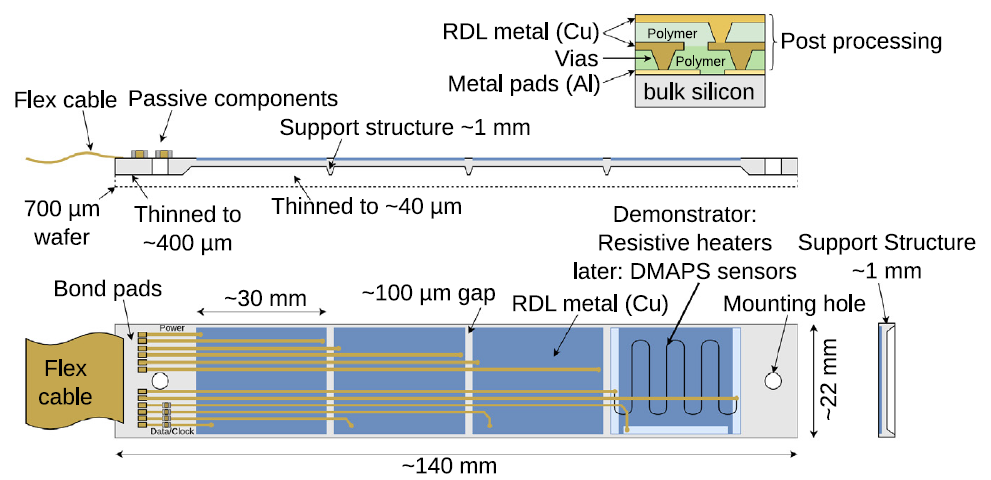 RDL metal (Cu)
Vias
Metal pads (Al)
Polymer
Polymer
bulk silicon
Post processing
Flex cable
Passive components
Support structure ~1 mm
700 µm
wafer
Thinned to
~400 µm
Thinned to ~40 µm
Demonstrator:
Resistive heaters
later: DMAPS sensors
Support Structure
~1 mm
Bond pads
~30 mm
~100 µm gap
RDL metal (Cu)
Mounting hole
Power
Flex
cable
Data/Clock
~22 mm
~140 mm